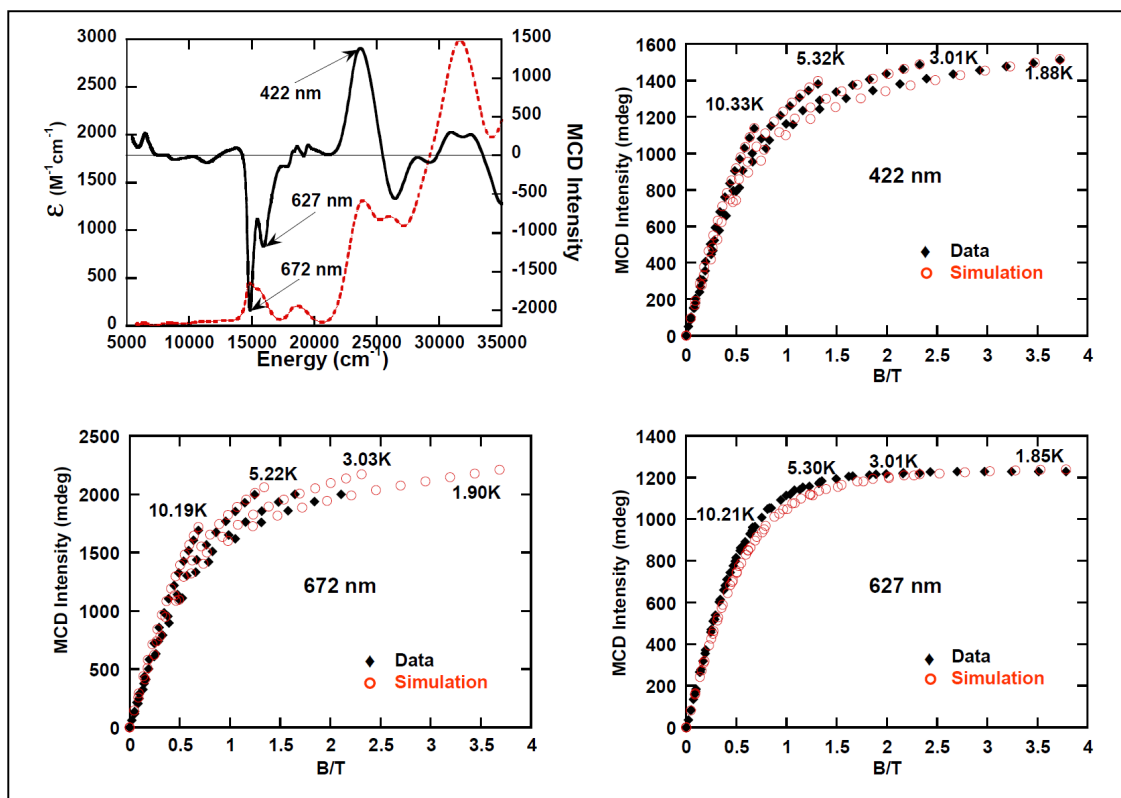 3000
2500
2000
1500
1000
500
0
ε (M⁻¹ cm⁻¹)
422 nm
627 nm
672 nm
1500
1000
500
0
-500
-1000
-1500
-2000
MCD Intensity
5000 10000 15000 20000 25000 30000 35000
Energy (cm⁻¹)
1600
1400
1200
1000
800
600
400
200
0
MCD Intensity (mdeg)
10.33K
5.32K
3.01K
1.88K
422 nm
Data
Simulation
0 0.5 1 1.5 2 2.5 3 3.5 4
B/T
2500
2000
1500
1000
500
0
MCD Intensity (mdeg)
10.19K
5.22K
3.03K
1.90K
672 nm
Data
Simulation
0 0.5 1 1.5 2 2.5 3 3.5 4
B/T
1400
1200
1000
800
600
400
200
0
MCD Intensity (mdeg)
10.21K
5.30K
3.01K
1.85K
627 nm
Data
Simulation
0 0.5 1 1.5 2 2.5 3 3.5 4
B/T